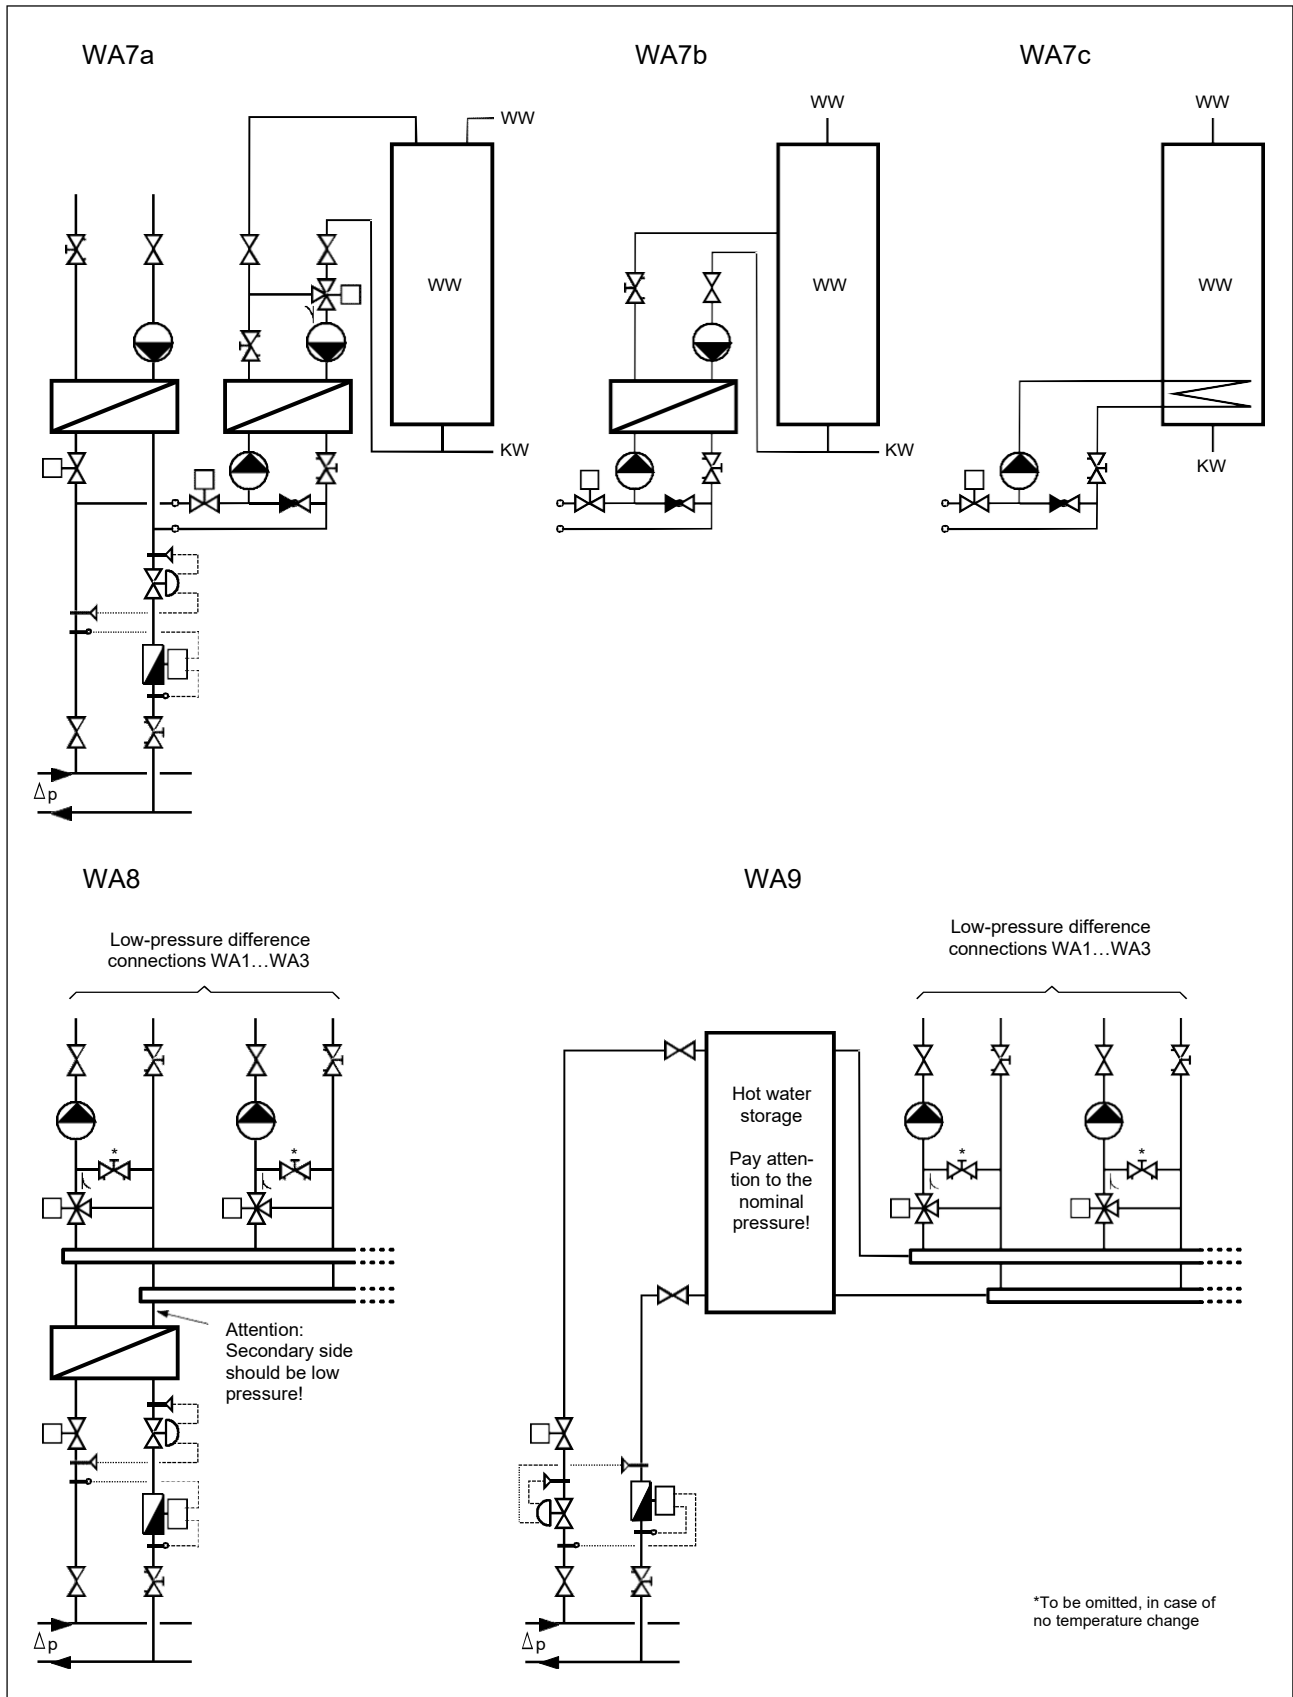 WA7a
WA7b
WA7c
WW
WW
WW
WW
WW
WW
KW
KW
KW
Δp
WA8
WA9
Low-pressure difference
connections WA1...WA3
Low-pressure difference
connections WA1...WA3
Hot water
storage
Pay atten-
tion to the
nominal
pressure!
*
*
*
*
Attention:
Secondary side
should be low
pressure!
*To be omitted, in case of
no temperature change
Δp
Δp